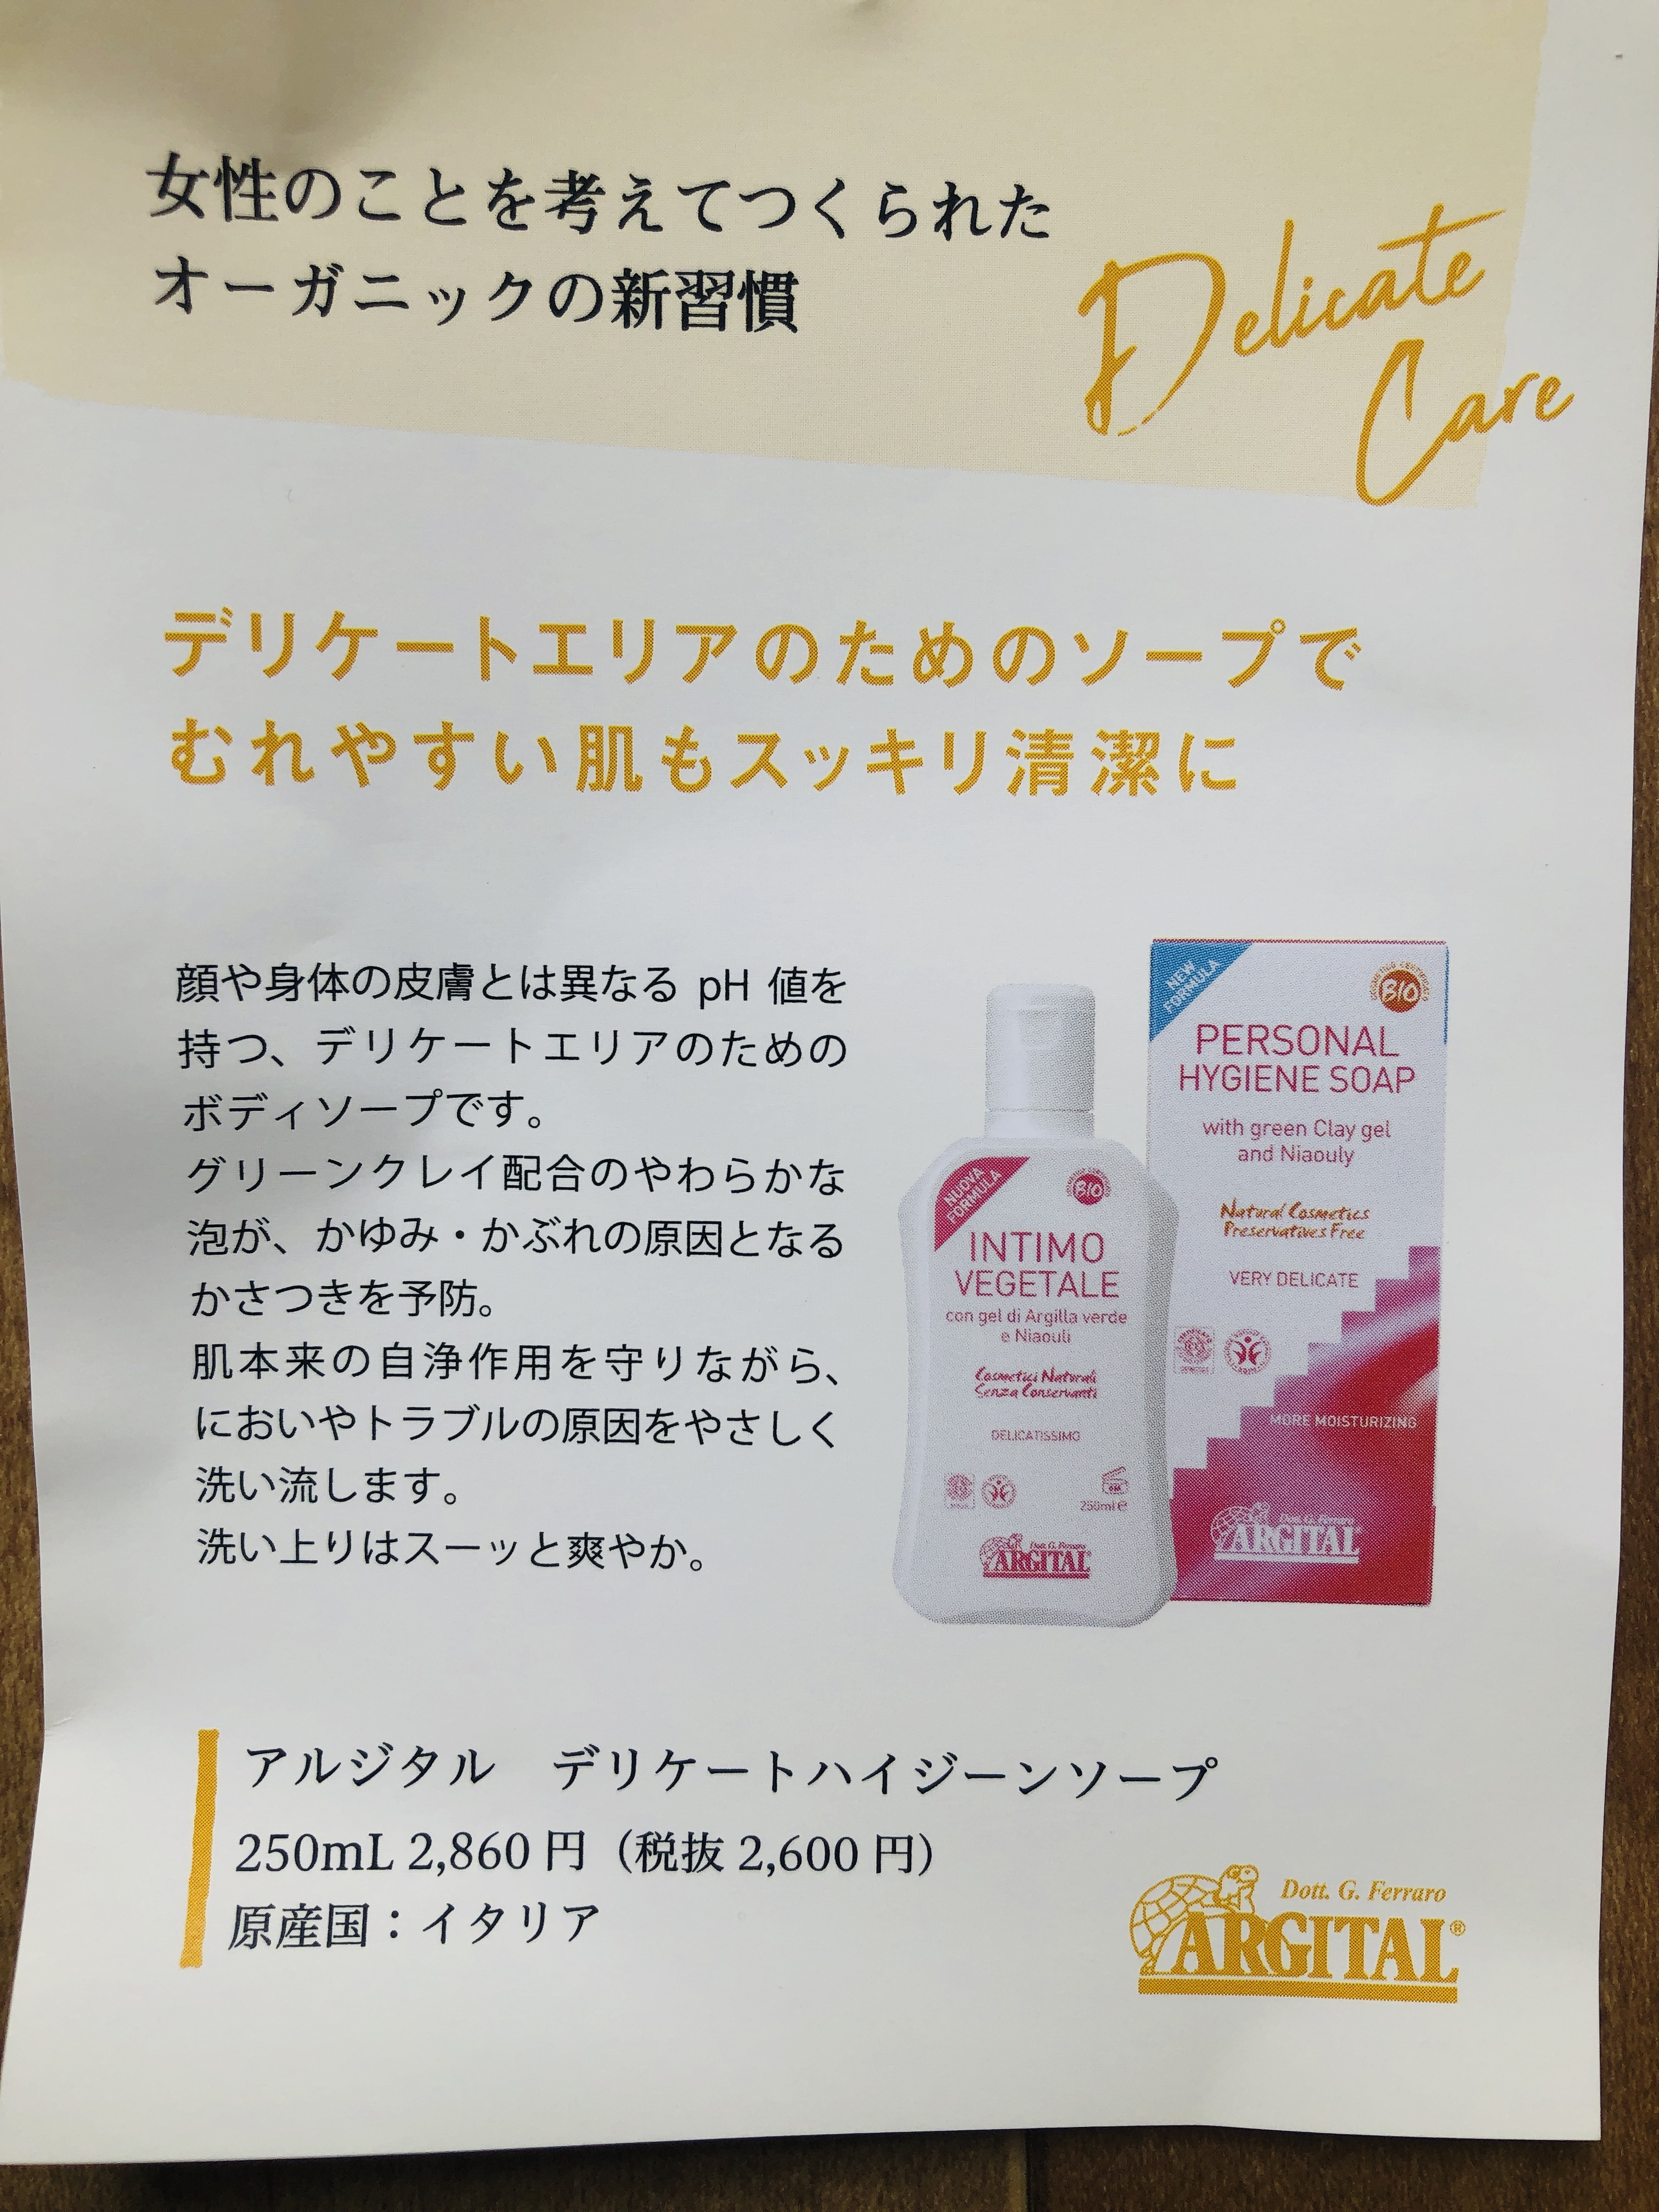 女性のことを考えてつくられた
オーガニックの新習慣
Delicate
Care
デリケートエリアのためのソープで
むれやすい肌もスッキリ清潔に
顔や身体の皮膚とは異なる pH 値を
持つ、デリケートエリアのための
ボディソープです。
グリーンクレイ配合のやわらかな
泡が、かゆみ・かぶれの原因となる
かさつきを予防。
肌本来の自浄作用を守りながら、
においやトラブルの原因をやさしく
洗い流します。
洗い上りはスーッと爽やか。
NUOVA
FORMULA
BIO
INTIMO
VEGETALE
con gel di Argilla verde
e Niaouli
Cosmetici Naturali
Senza Conservanti
DELICATISSIMO
250ml e
Dott. G. Ferraro
ARGITAL
NEW
FORMULA
BIO
PERSONAL
HYGIENE SOAP
with green Clay gel
and Niaouly
Natural Cosmetics
Preservatives Free
VERY DELICATE
MORE MOISTURIZING
Dott. G. Ferraro
ARGITAL
アルジタル　デリケートハイジーンソープ
250mL 2,860 円（税抜 2,600 円）
原産国：イタリア
Dott. G. Ferraro
ARGITAL®